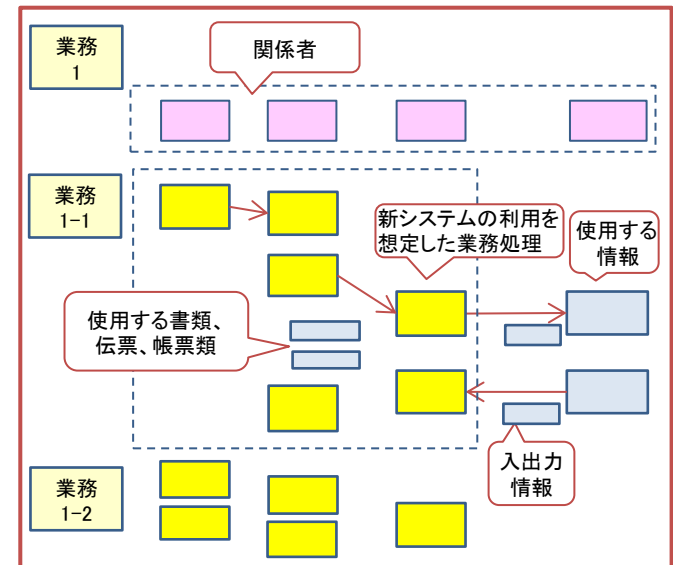 業務
1
関係者
業務
1-1
新システムの利用を
想定した業務処理
使用する
情報
使用する書類、
伝票、帳票類
入出力
情報
業務
1-2